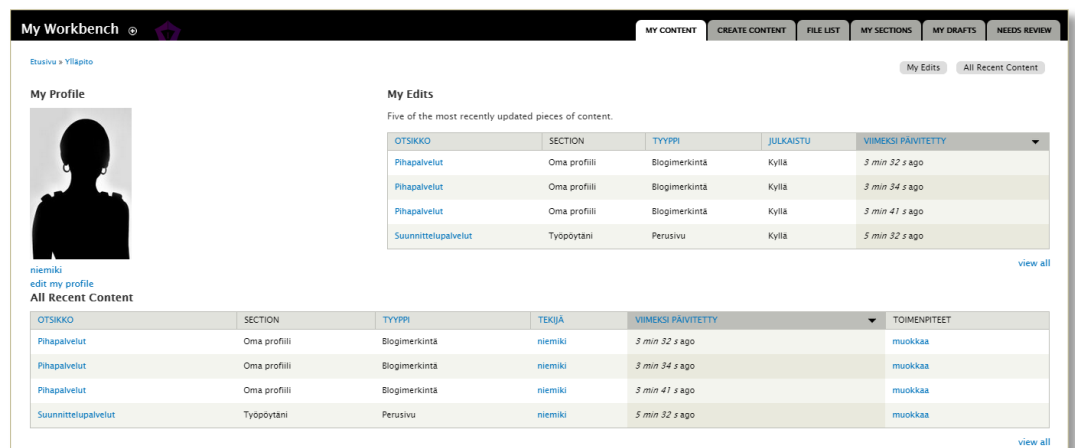 My Workbench
MY CONTENT CREATE CONTENT FILE LIST MY SECTIONS MY DRAFTS NEEDS REVIEW
Etusivu » Ylläpito
My Edits All Recent Content
My Profile
niemiki
edit my profile
My Edits
Five of the most recently updated pieces of content.
OTSIKKO SECTION TYYPPI JULKAISTU VIIMEKSI PÄIVITETTY
Pihapalvelut Oma profiili Blogimerkintä Kyllä 3 min 32 s ago
Pihapalvelut Oma profiili Blogimerkintä Kyllä 3 min 34 s ago
Pihapalvelut Oma profiili Blogimerkintä Kyllä 3 min 41 s ago
Suunnittelupalvelut Työpöytäni Perusivu Kyllä 5 min 32 s ago
view all
All Recent Content
OTSIKKO SECTION TYYPPI TEKIJÄ VIIMEKSI PÄIVITETTY TOIMENPITEET
Pihapalvelut Oma profiili Blogimerkintä niemiki 3 min 32 s ago muokkaa
Pihapalvelut Oma profiili Blogimerkintä niemiki 3 min 34 s ago muokkaa
Pihapalvelut Oma profiili Blogimerkintä niemiki 3 min 41 s ago muokkaa
Suunnittelupalvelut Työpöytäni Perusivu niemiki 5 min 32 s ago muokkaa
view all